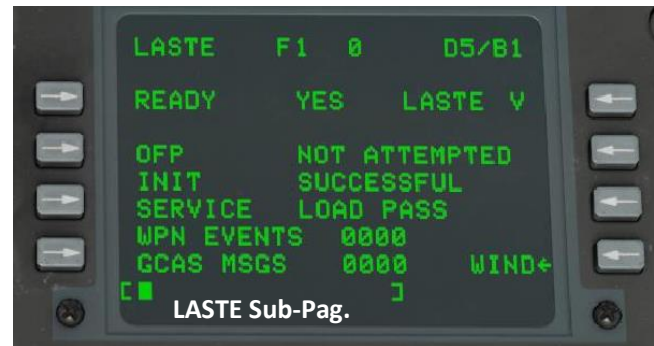 LASTE F1 0 D5/B1
READY YES LASTE V
OFP NOT ATTEMPTED
INIT SUCCESSFUL
SERVICE LOAD PASS
WPN EVENTS 0000
GCAS MSGS 0000 WIND←
[█ ]
LASTE Sub-Pag.